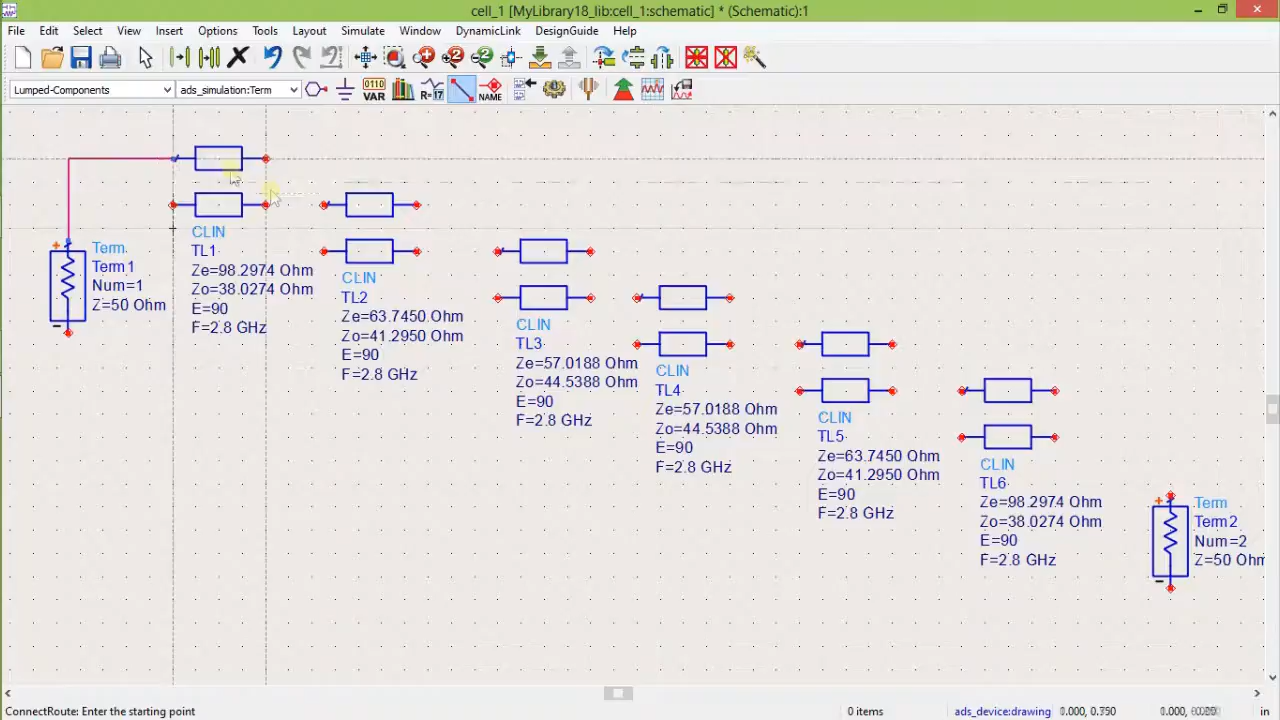 cell_1 [MyLibrary18_lib:cell_1:schematic] * (Schematic):1
File Edit Select View Insert Options Tools Layout Simulate Window DynamicLink DesignGuide Help
Lumped-Components
ads_simulation:Term
0110
VAR
NAME
Term
Term1
Num=1
Z=50 Ohm
CLIN
TL1
Ze=98.2974 Ohm
Zo=38.0274 Ohm
E=90
F=2.8 GHz
CLIN
TL2
Ze=63.7450 Ohm
Zo=41.2950 Ohm
E=90
F=2.8 GHz
CLIN
TL3
Ze=57.0188 Ohm
Zo=44.5388 Ohm
E=90
F=2.8 GHz
CLIN
TL4
Ze=57.0188 Ohm
Zo=44.5388 Ohm
E=90
F=2.8 GHz
CLIN
TL5
Ze=63.7450 Ohm
Zo=41.2950 Ohm
E=90
F=2.8 GHz
CLIN
TL6
Ze=98.2974 Ohm
Zo=38.0274 Ohm
E=90
F=2.8 GHz
Term
Term2
Num=2
Z=50 Ohm
ConnectRoute: Enter the starting point
0 items
ads_device:drawing
0.000, 0.750
in